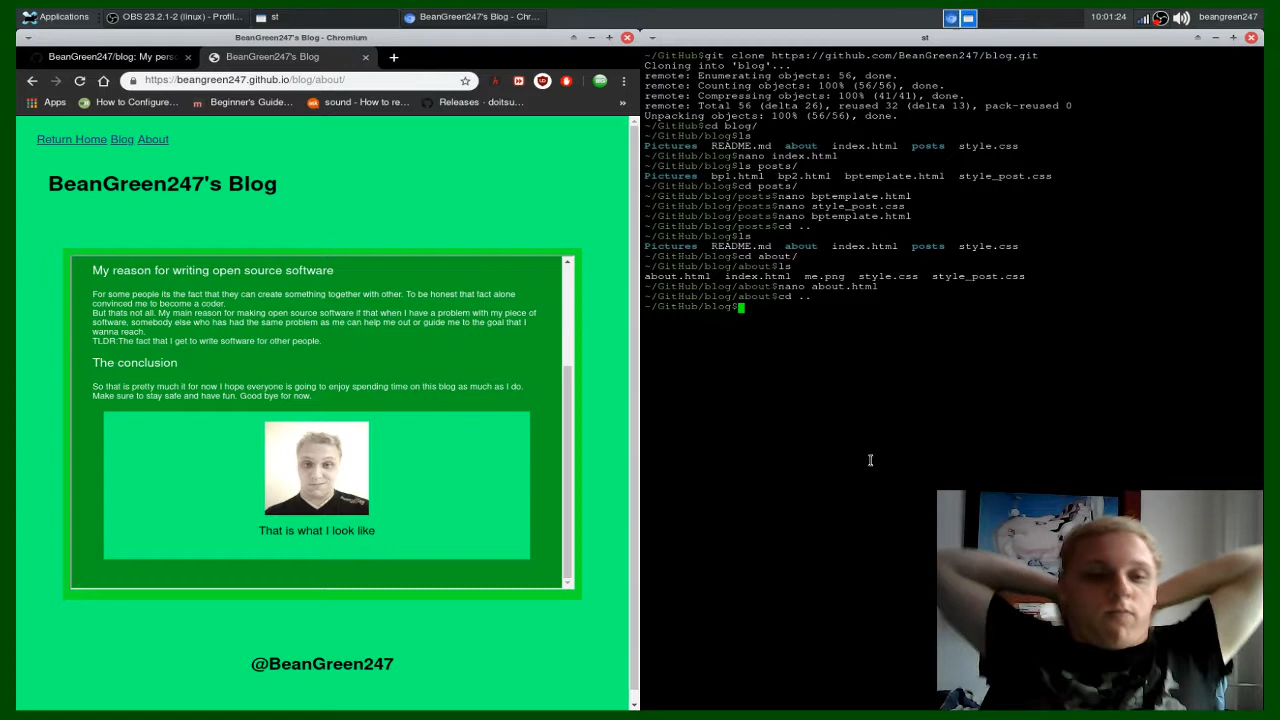 Applications
OBS 23.2.1-2 (linux) - Profil...
st
BeanGreen247's Blog - Chr...
10:01:24
beangreen247
BeanGreen247's Blog - Chromium
st
BeanGreen247/blog: My perso
BeanGreen247's Blog
https://beangreen247.github.io/blog/about/
Apps
How to Configure...
Beginner's Guide...
sound - How to re...
Releases · doitsu...
»
Return Home Blog About
BeanGreen247's Blog
My reason for writing open source software
For some people its the fact that they can create something together with other. To be honest that fact alone
convinced me to become a coder.
But thats not all. My main reason for making open source software if that when I have a problem with my piece of
software, somebody else who has had the same problem as me can help me out or guide me to the goal that I
wanna reach.
TLDR:The fact that I get to write software for other people.
The conclusion
So that is pretty much it for now I hope everyone is going to enjoy spending time on this blog as much as I do.
Make sure to stay safe and have fun. Good bye for now.
That is what I look like
@BeanGreen247
~/GitHub$git clone https://github.com/BeanGreen247/blog.git
Cloning into 'blog'...
remote: Enumerating objects: 56, done.
remote: Counting objects: 100% (56/56), done.
remote: Compressing objects: 100% (41/41), done.
remote: Total 56 (delta 26), reused 32 (delta 13), pack-reused 0
Unpacking objects: 100% (56/56), done.
~/GitHub$cd blog/
~/GitHub/blog$ls
Pictures README.md about index.html posts style.css
~/GitHub/blog$nano index.html
~/GitHub/blog$ls posts/
Pictures bp1.html bp2.html bptemplate.html style_post.css
~/GitHub/blog$cd posts/
~/GitHub/blog/posts$nano bptemplate.html
~/GitHub/blog/posts$nano style_post.css
~/GitHub/blog/posts$nano bptemplate.html
~/GitHub/blog/posts$cd ..
~/GitHub/blog$ls
Pictures README.md about index.html posts style.css
~/GitHub/blog$cd about/
~/GitHub/blog/about$ls
about.html index.html me.png style.css style_post.css
~/GitHub/blog/about$nano about.html
~/GitHub/blog/about$cd ..
~/GitHub/blog$